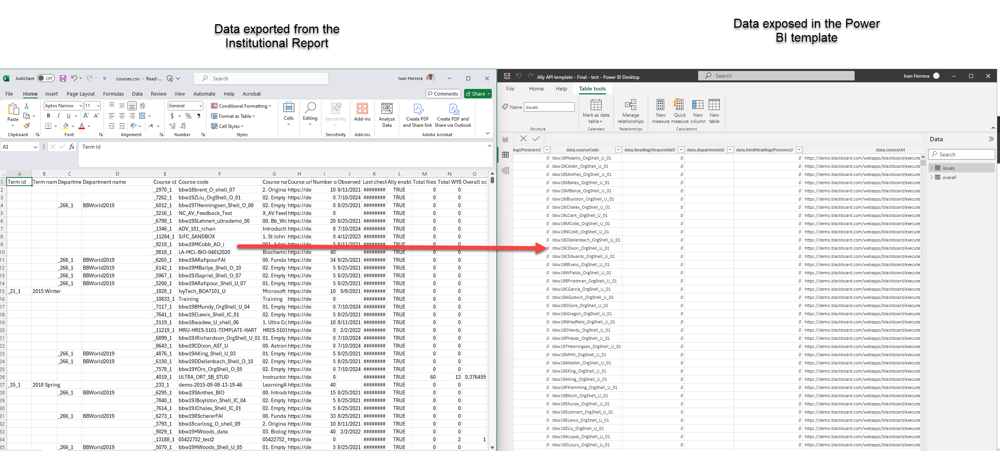 Data exported from the
Institutional Report
Data exposed in the Power
BI template
AutoSave Off courses.csv - Read-... Search Ivan Herrera
File Home Insert Page Layout Formulas Data Review View Automate Help Acrobat Comments Share
Paste Aptos Narrow 11 General Conditional Formatting Format as Table Cell Styles Cells Editing Sensitivity Add-ins Analyze Data Create PDF and Share link Create PDF and Share via Outlook
Clipboard Font Alignment Number Styles Sensitivity Add-ins Adobe Acrobat
A1 fx Term id
A B C D E F G H I J K L M N O
1 Term id Term nam Departme Department name Course id Course code Course na Course url Number o Observed Last check Ally enabl Total files Total WYS Overall sc
2 _2970_1 bbw18brent_O_shell_07 2. Origina https://de 10 8/11/2021 ######## TRUE 0 0
3 _7262_1 bbw19ZLiu_OrgShell_O_01 02. Empty https://de 0 7/10/2024 ######## TRUE 0 0
4 _266_1 BBWorld2019 _6012_1 bbw19THenningsen_Shell_O_08 02. Empty https://de 0 8/25/2021 ######## TRUE 0 0
5 _3216_1 NC_AV_Feedback_Test X_AV Feed https://de 0 ######## TRUE 0 0
6 _6798_1 bbw19SLehnert_ultrademo_00 00. Bb_Wo https://de 20 8/25/2021 ######## TRUE 0 0
7 _1346_1 ADV_101_rchan Introducti https://de 8 7/10/2024 ######## TRUE 0 0
8 _11284_1 SJFC_SANDBOX 1. St John https://de 0 4/12/2023 ######## TRUE 0 0
9 _9218_1 bbw19MCobb_AO_i 5 8/11/2021 ######## TRUE 0 0
10 _9818_1 LA-MCL-BIO-04012020 Biochemis https://de 40 ######## TRUE 0 0
11 _266_1 BBWorld2019 _6265_1 bbw19ARafipourFAI 00. Funda https://de 34 8/25/2021 ######## TRUE 0 0
12 _266_1 BBWorld2019 _6142_1 bbw19MBailye_Shell_O_10 02. Empty https://de 5 8/25/2021 ######## TRUE 0 0
13 _266_1 BBWorld2019 _5967_1 bbw19JSapriel_Shell_O_07 02. Empty https://de 5 8/25/2021 ######## TRUE 0 0
14 _266_1 BBWorld2019 _5200_1 bbw19ARafipour_Shell_U_07 01. Empty https://de 5 8/25/2021 ######## TRUE 0 0
15 _21_1 2015 Winter _1828_1 IvyTech_BOAT101_U Microsoft https://de 10 9/8/2021 ######## TRUE 0 0
16 _10833_1 Training Training https://de 0 ######## TRUE 0 0
17 _7117_1 bbw19BMundy_OrgShell_U_04 01. Empty https://de 0 7/10/2024 ######## TRUE 0 0
18 _7641_1 bbw19ELewis_Shell_IC_01 02. Empty https://de 5 8/25/2021 ######## TRUE 0 0
19 _3119_1 bbw18wadew_U_shell_06 1. Ultra Co https://de 10 8/11/2021 ######## TRUE 0 0
20 _11219_1 MRU-HRES-5101-TEMPLATE-HART HRES-5101 https://de 0 2/2/2022 ######## TRUE 0 0
21 _6899_1 bbw19JRichardson_OrgShell_U_01 01. Empty https://de 0 7/10/2024 ######## TRUE 0 0
22 _8643_1 bbw19CDixon_AST_U 00. Astron https://de 0 7/10/2024 ######## TRUE 0 0
23 _266_1 BBWorld2019 _4876_1 bbw19AKing_Shell_U_03 01. Empty https://de 5 8/25/2021 ######## TRUE 0 0
24 _266_1 BBWorld2019 _6150_1 bbw19DDellenbach_Shell_O_10 02. Empty https://de 5 8/25/2021 ######## TRUE 0 0
25 _7578_1 bbw19YOrs_OrgShell_O_05 02. Empty https://de 0 7/10/2024 ######## TRUE 0 0
26 _4019_1 ULTRA_ORT_SB_STUD Instructor https://de 0 ######## TRUE 60 13 0.376459
27 _35_1 2018 Spring _233_1 demo-2015-09-08-13-19-46 LearningA https://de 40 ######## TRUE 0 0
28 _266_1 BBWorld2019 _6295_1 bbw19SAnthes_BIO 00. Introdu https://de 15 8/25/2021 ######## TRUE 0 0
29 _7840_1 bbw19JBoylston_Shell_IC_04 02. Empty https://de 5 8/25/2021 ######## TRUE 0 0
30 _7614_1 bbw19JChalex_Shell_IC_01 02. Empty https://de 5 8/25/2021 ######## TRUE 0 0
31 _266_1 BBWorld2019 _6273_1 bbw19RSchererFAI 00. Funda https://de 33 8/25/2021 ######## TRUE 0 0
32 _3793_1 bbw18carlosg_O_shell_09 2. Origina https://de 10 8/11/2021 ######## TRUE 0 0
33 _9029_1 bbw19HWoods_data 03. Biology https://de 40 2/2/2022 ######## TRUE 0 0
34 _13188_1 05422752_test2 05422752_ https://de 0 ######## TRUE 2 1
35 _266_1 BBWorld2019 _5070_1 bbw19HWoods_Shell_U_05 01. Empty https://de 5 8/25/2021 ######## TRUE 0 0
Ally API template - Final - test - Power BI Desktop Search Ivan Herrera
File Home Help Table tools
Name issues Mark as date table Manage relationships New measure Quick measure New column New table
Structure Calendars Relationships Calculations
Data
Search
issues
overall
ingsPresence2 data.courseCode data.headingsSequential3 data.departmentId data.htmlHeadingsPresence2 data.courseUrl
0 bbw19PAdams_OrgShell_U_01 0 0 https://demo.blackboard.com/webapps/blackboard/execute
0 bbw19CAldin_OrgShell_U_01 0 0 https://demo.blackboard.com/webapps/blackboard/execute
0 bbw19SAnthes_OrgShell_U_01 0 0 https://demo.blackboard.com/webapps/blackboard/execute
0 bbw19SBailey_OrgShell_U_01 0 0 https://demo.blackboard.com/webapps/blackboard/execute
0 bbw19MBailye_OrgShell_U_01 0 0 https://demo.blackboard.com/webapps/blackboard/execute
0 bbw19JBoylston_OrgShell_U_01 0 0 https://demo.blackboard.com/webapps/blackboard/execute
0 bbw19JChalex_OrgShell_U_01 0 0 https://demo.blackboard.com/webapps/blackboard/execute
0 bbw19LClark_OrgShell_U_01 0 0 https://demo.blackboard.com/webapps/blackboard/execute
0 bbw19MCobb_OrgShell_U_01 0 0 https://demo.blackboard.com/webapps/blackboard/execute
0 bbw19NCobb_OrgShell_U_01 0 0 https://demo.blackboard.com/webapps/blackboard/execute
0 bbw19DDellenbach_OrgShell_U_01 0 0 https://demo.blackboard.com/webapps/blackboard/execute
0 bbw19CDixon_OrgShell_U_01 0 0 https://demo.blackboard.com/webapps/blackboard/execute
0 bbw19CEdwards_OrgShell_U_01 0 0 https://demo.blackboard.com/webapps/blackboard/execute
0 bbw19BEvans_OrgShell_U_01 0 0 https://demo.blackboard.com/webapps/blackboard/execute
0 bbw19WFields_OrgShell_U_01 0 0 https://demo.blackboard.com/webapps/blackboard/execute
0 bbw19BFriedman_OrgShell_U_01 0 0 https://demo.blackboard.com/webapps/blackboard/execute
0 bbw19CGarcia_OrgShell_U_01 0 0 https://demo.blackboard.com/webapps/blackboard/execute
0 bbw19AGodwin_OrgShell_U_01 0 0 https://demo.blackboard.com/webapps/blackboard/execute
0 bbw19DGore_OrgShell_U_01 0 0 https://demo.blackboard.com/webapps/blackboard/execute
0 bbw19JGregori_OrgShell_U_01 0 0 https://demo.blackboard.com/webapps/blackboard/execute
0 bbw19NHadfield_OrgShell_U_01 0 0 https://demo.blackboard.com/webapps/blackboard/execute
0 bbw19DHardy_OrgShell_U_01 0 0 https://demo.blackboard.com/webapps/blackboard/execute
0 bbw19PHayes_OrgShell_U_01 0 0 https://demo.blackboard.com/webapps/blackboard/execute
0 bbw19THenningsen_OrgShell_U_01 0 0 https://demo.blackboard.com/webapps/blackboard/execute
0 bbw19MHill_OrgShell_U_01 0 0 https://demo.blackboard.com/webapps/blackboard/execute
0 bbw19AKeeler_OrgShell_U_01 0 0 https://demo.blackboard.com/webapps/blackboard/execute
0 bbw19SKing_OrgShell_U_01 0 0 https://demo.blackboard.com/webapps/blackboard/execute
0 bbw19AKing_OrgShell_U_01 0 0 https://demo.blackboard.com/webapps/blackboard/execute
0 bbw19FKlemming_OrgShell_U_01 0 0 https://demo.blackboard.com/webapps/blackboard/execute
0 bbw19BKoch_OrgShell_U_01 0 0 https://demo.blackboard.com/webapps/blackboard/execute
0 bbw19SKunze_OrgShell_U_01 0 0 https://demo.blackboard.com/webapps/blackboard/execute
0 bbw19SLehnert_OrgShell_U_01 0 0 https://demo.blackboard.com/webapps/blackboard/execute
0 bbw19ELewis_OrgShell_U_01 0 0 https://demo.blackboard.com/webapps/blackboard/execute
0 bbw19ZLiu_OrgShell_U_01 0 0 https://demo.blackboard.com/webapps/blackboard/execute
0 bbw19ALopez_OrgShell_U_01 0 0 https://demo.blackboard.com/webapps/blackboard/execute
0 bbw19DLoury_OrgShell_U_01 0 0 https://demo.blackboard.com/webapps/blackboard/execute